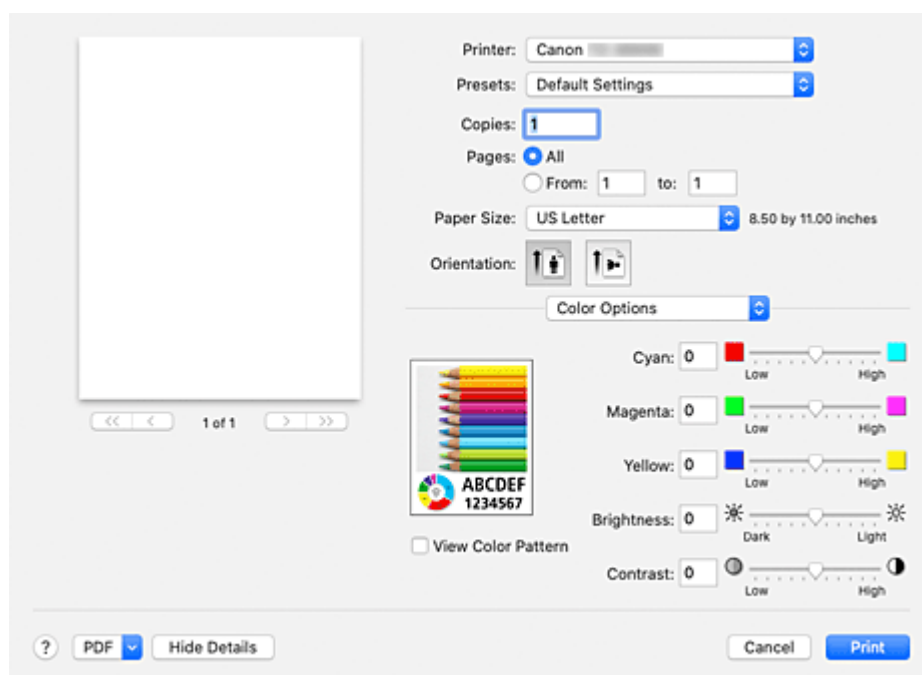 Printer: Canon
Presets: Default Settings
Copies: 1
Pages: All
From: 1 to: 1
Paper Size: US Letter 8.50 by 11.00 inches
Orientation:
Color Options
Cyan: 0
Low High
Magenta: 0
Low High
Yellow: 0
Low High
Brightness: 0
Dark Light
Contrast: 0
Low High
<< < 1 of 1 > >>
ABCDEF
1234567
View Color Pattern
? PDF Hide Details Cancel Print